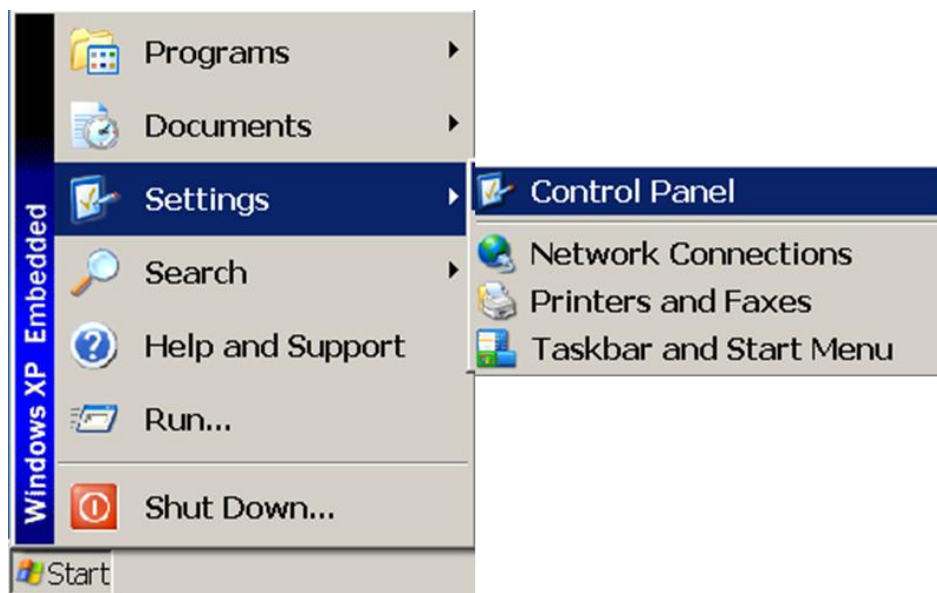 Programs
Documents
Settings
Search
Help and Support
Run...
Shut Down...
Windows XP Embedded
Start
Control Panel
Network Connections
Printers and Faxes
Taskbar and Start Menu